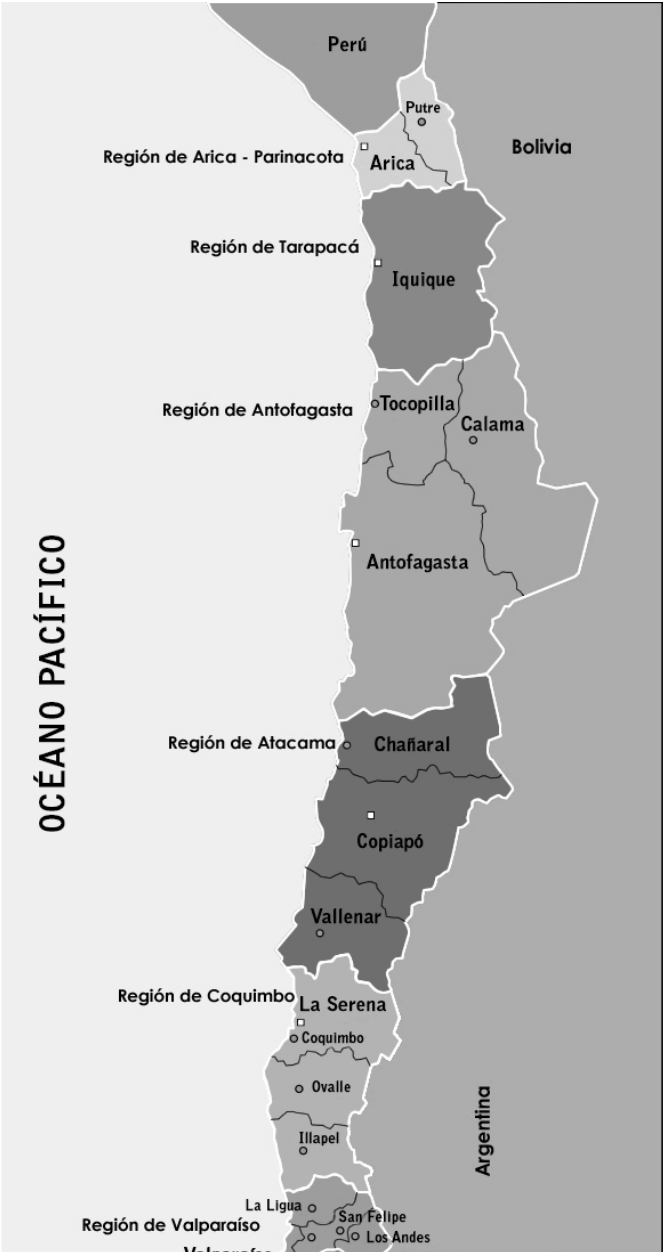 Perú
Putre
Bolivia
Región de Arica - Parinacota
Arica
Región de Tarapacá
Iquique
Región de Antofagasta
Tocopilla
Calama
OCÉANO PACÍFICO
Antofagasta
Región de Atacama
Chañaral
Copiapó
Vallenar
Región de Coquimbo
La Serena
Coquimbo
Ovalle
Argentina
Illapel
La Ligua
San Felipe
Región de Valparaíso
Los Andes
Valparaíso